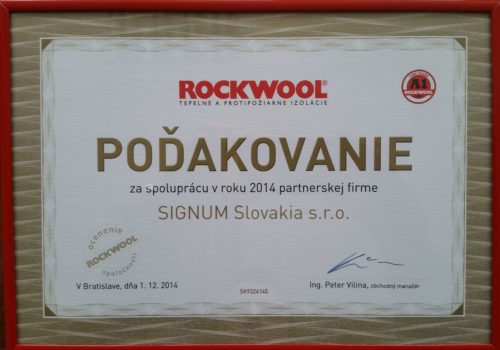 ROCKWOOL®
TEPELNÉ A PROTIPOŽIARNE IZOLÁCIE
A1
ROCKWOOL
POĎAKOVANIE
za spoluprácu v roku 2014 partnerskej firme
SIGNUM Slovakia s.r.o.
ocenenie
ROCKWOOL
spoločnosti
V Bratislave, dňa 1. 12. 2014
SK9326145
Ing. Peter Vilina, obchodný manažér